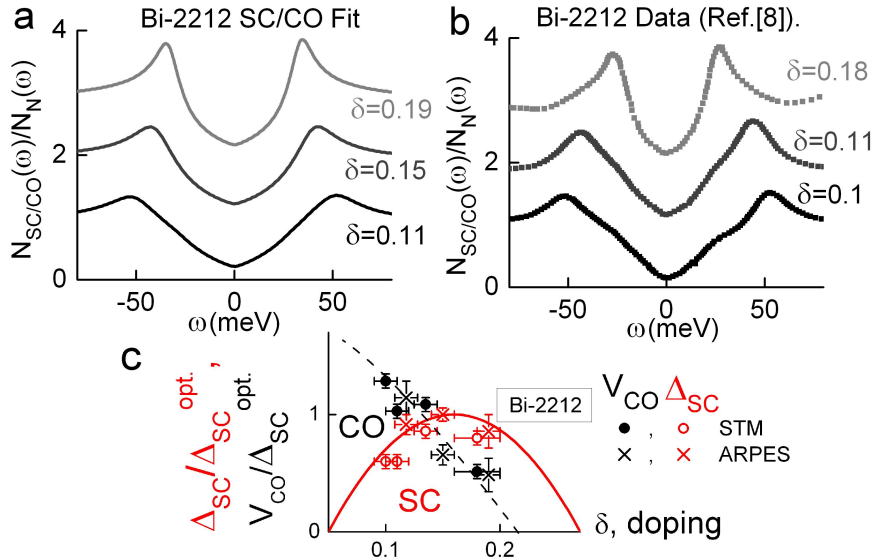 a
Bi-2212 SC/CO Fit
N_SC/CO(ω)/N_N(ω)
4
2
0
δ=0.19
δ=0.15
δ=0.11
-50
0
50
ω(meV)
b
Bi-2212 Data (Ref.[8]).
N_SC/CO(ω)/N_N(ω)
4
2
0
δ=0.18
δ=0.11
δ=0.1
-50
0
50
ω(meV)
c
Δ_SC/Δ_SC^opt. ,
V_CO/Δ_SC^opt.
1
0
CO
SC
0.1
0.2
δ, doping
Bi-2212
V_CO Δ_SC
, STM
, ARPES